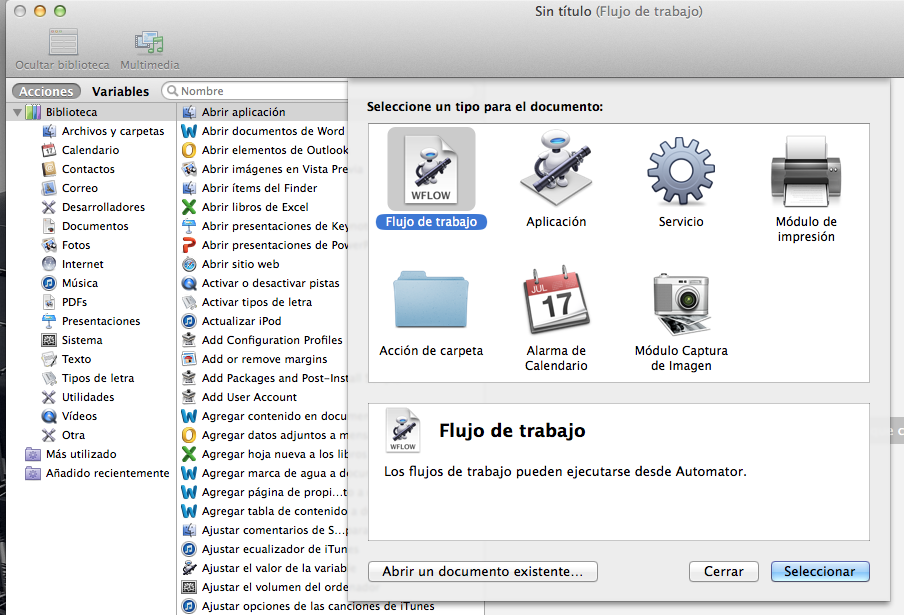 Sin título (Flujo de trabajo)
Ocultar biblioteca
Multimedia
Acciones
Variables
Nombre
Biblioteca
Archivos y carpetas
Calendario
Contactos
Correo
Desarrolladores
Documentos
Fotos
Internet
Música
PDFs
Presentaciones
Sistema
Texto
Tipos de letra
Utilidades
Vídeos
Otra
Más utilizado
Añadido recientemente
Abrir aplicación
Abrir documentos de Word
Abrir elementos de Outlook
Abrir imágenes en Vista Pre
Abrir ítems del Finder
Abrir libros de Excel
Abrir presentaciones de Key
Abrir presentaciones de Pow
Abrir sitio web
Activar o desactivar pistas
Activar tipos de letra
Actualizar iPod
Add Configuration Profiles
Add or remove margins
Add Packages and Post-Inst
Add User Account
Agregar contenido en docu
Agregar datos adjuntos a m
Agregar hoja nueva a los lib
Agregar marca de agua a d
Agregar página de propi...t
Agregar tabla de contenido
Ajustar comentarios de S...p
Ajustar ecualizador de iTun
Ajustar el valor de la variab
Ajustar el volumen del orde
Ajustar opciones de las canciones de iTunes
Seleccione un tipo para el documento:
WFLOW
Flujo de trabajo
Aplicación
Servicio
Módulo de
impresión
Acción de carpeta
JUL
17
Alarma de
Calendario
Módulo Captura
de Imagen
WFLOW
Flujo de trabajo
Los flujos de trabajo pueden ejecutarse desde Automator.
Abrir un documento existente...
Cerrar
Seleccionar